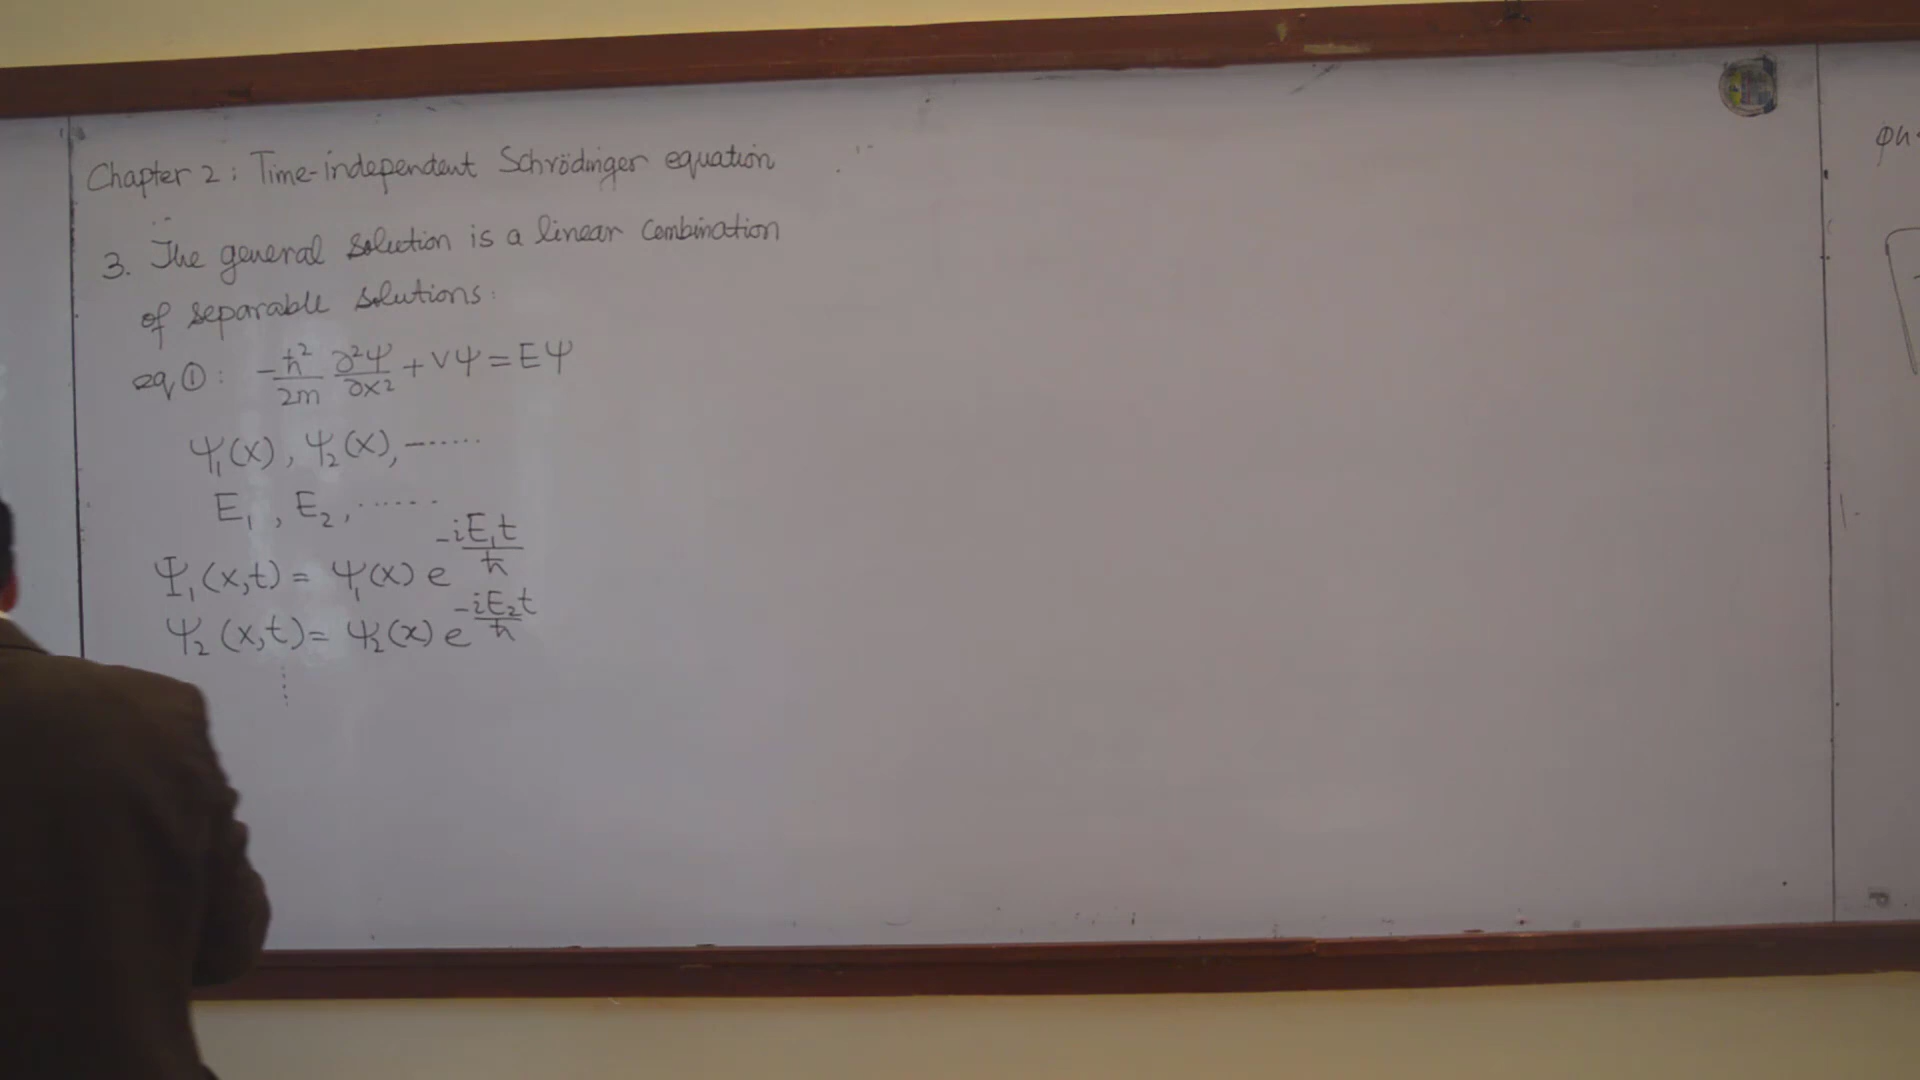 Chapter 2: Time-independent Schrödinger equation
3. The general solution is a linear combination
of separable solutions:
eq ①: -ħ²/2m ∂²Ψ/∂x² + VΨ = EΨ
Ψ₁(x), Ψ₂(x), -······
E₁, E₂, ······
Ψ₁(x,t) = Ψ₁(x) e^(-iE₁t/ħ)
Ψ₂(x,t) = Ψ₂(x) e^(-iE₂t/ħ)
⋮